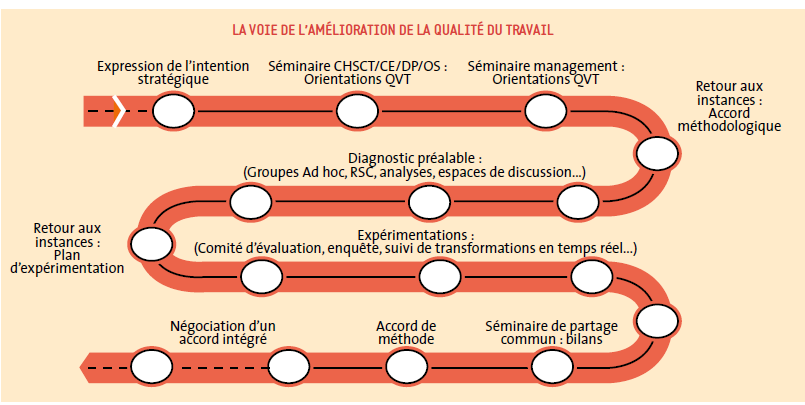 LA VOIE DE L'AMÉLIORATION DE LA QUALITÉ DU TRAVAIL
Expression de l'intention
stratégique
Séminaire CHSCT/CE/DP/OS :
Orientations QVT
Séminaire management :
Orientations QVT
Retour aux
instances :
Accord
méthodologique
Diagnostic préalable :
(Groupes Ad hoc, RSC, analyses, espaces de discussion...)
Retour aux
instances :
Plan
d'expérimentation
Expérimentations :
(Comité d'évaluation, enquête, suivi de transformations en temps réel...)
Séminaire de partage
commun : bilans
Accord de
méthode
Négociation d'un
accord intégré